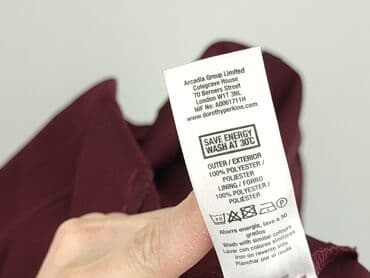 Arcadia Group Limited
Colegrave House
70 Berners Street
London W1T 3NL
NIF No: A0061711H
www.dorothyperkins.com
SAVE ENERGY
WASH AT 30°C
OUTER / EXTERIOR
100% POLYESTER /
POLIESTER
LINING / FORRO
100% POLYESTER /
POLIÉSTER
Ahorre energía, lave a 30
grados
Wash with similar colours
Iron on reverse side
Planchar por el revés